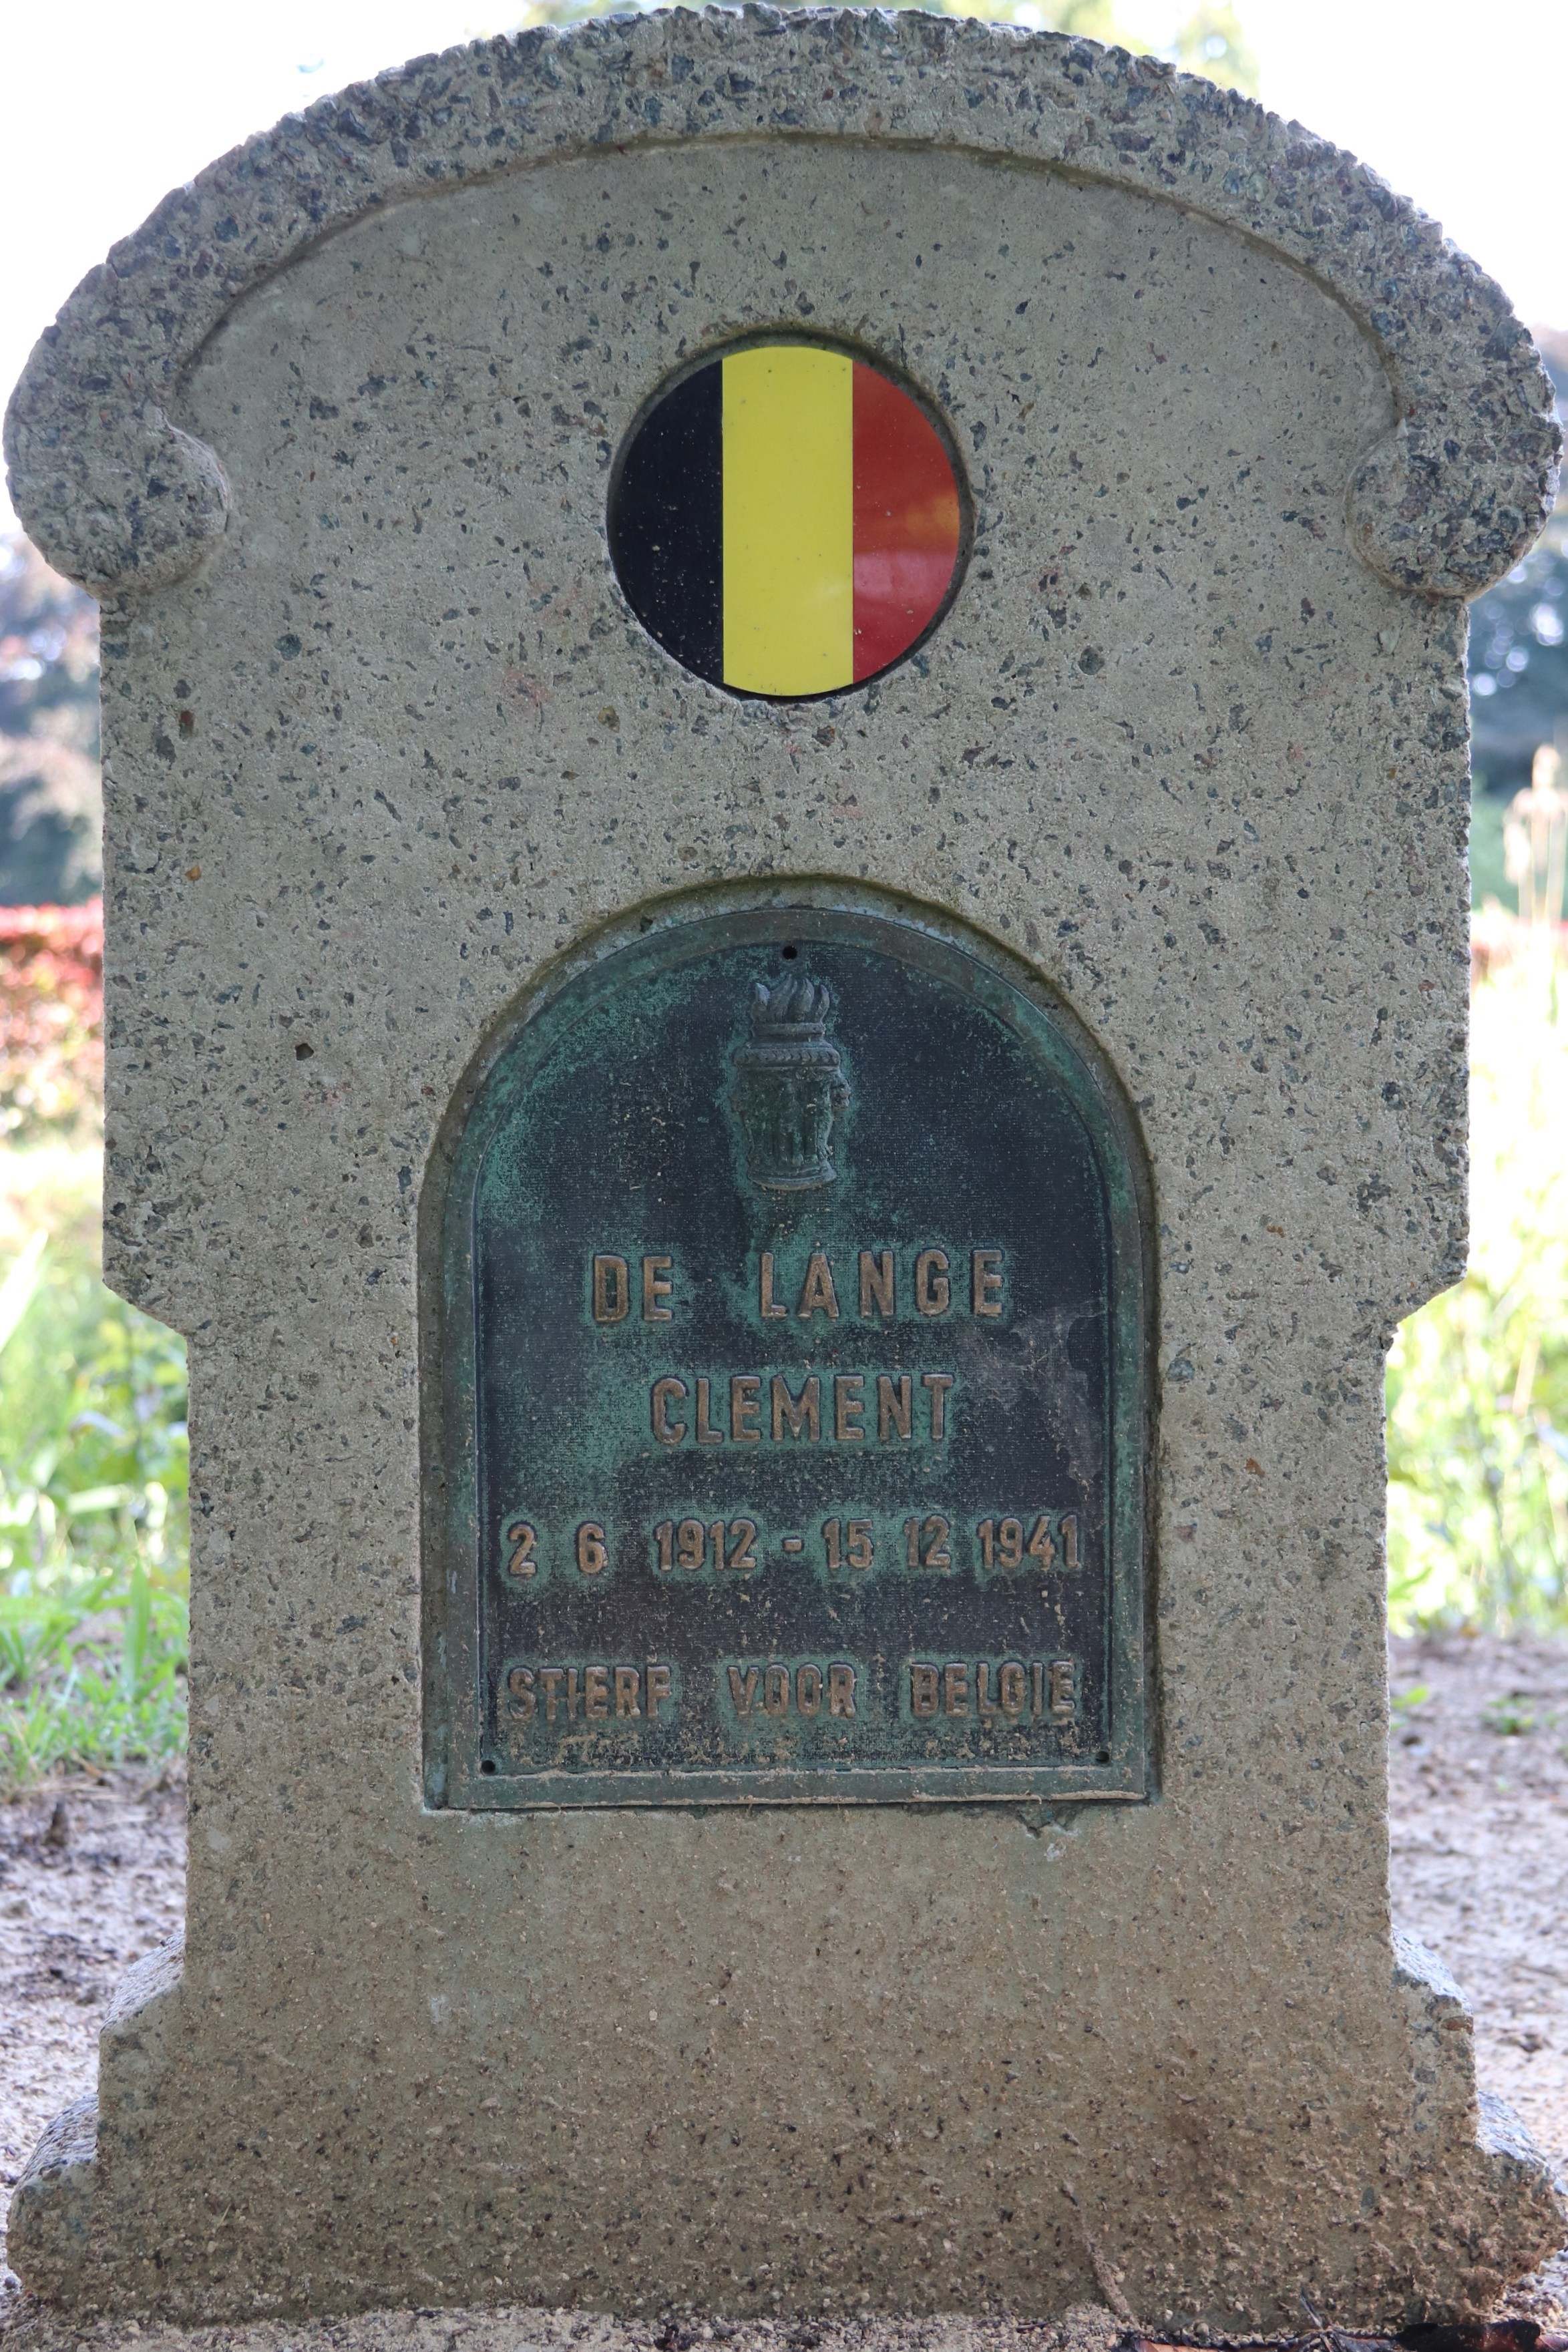 DE LANGE
CLEMENT
2 6 1912 - 15 12 1941
STIERF VOOR BELGIE